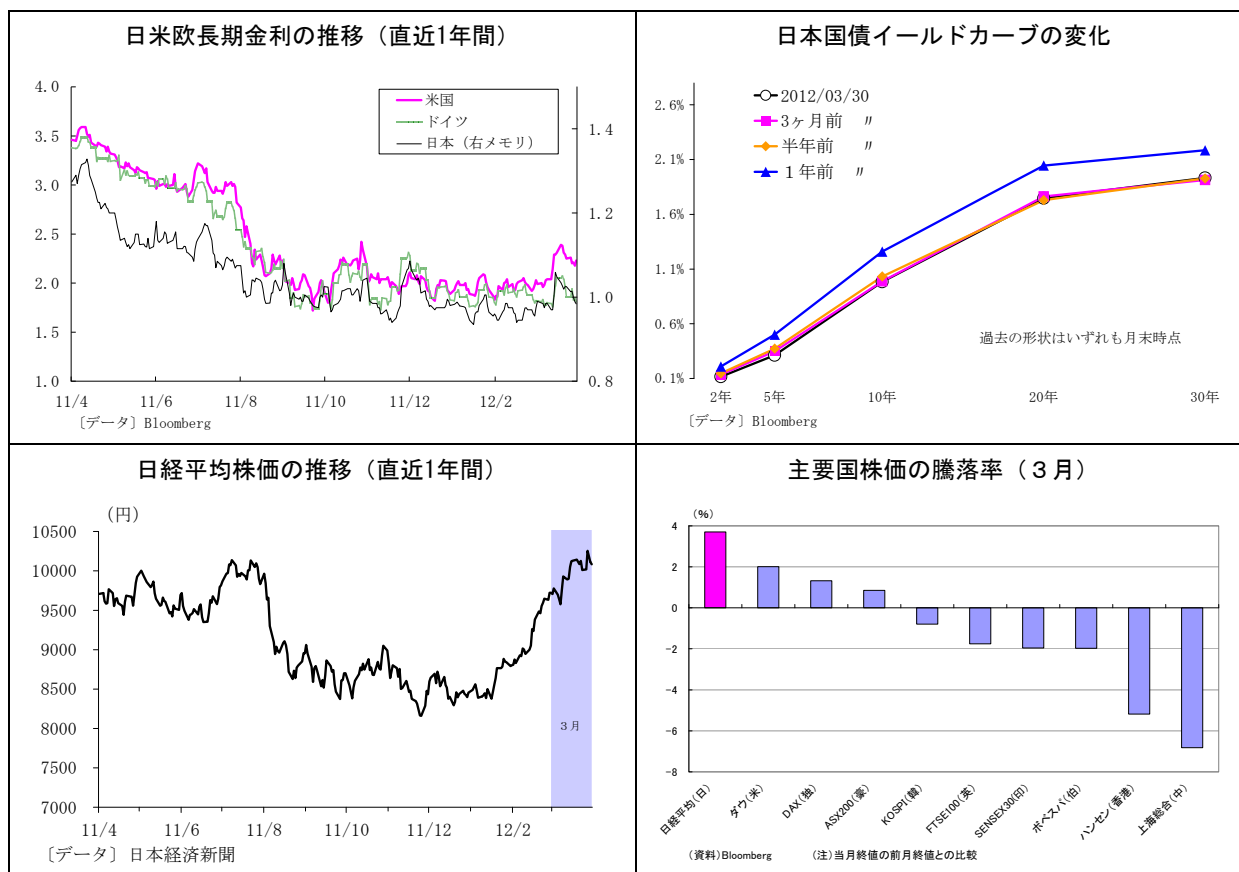 日米欧長期金利の推移（直近1年間）
4.0
3.5
3.0
2.5
2.0
1.5
1.0
1.4
1.2
1.0
0.8
米国
ドイツ
日本（右メモリ）
11/4 11/6 11/8 11/10 11/12 12/2
〔データ〕Bloomberg
日本国債イールドカーブの変化
2.6%
2.1%
1.6%
1.1%
0.6%
0.1%
2012/03/30
3ヶ月前 〃
半年前 〃
１年前 〃
過去の形状はいずれも月末時点
2年 5年 10年 20年 30年
〔データ〕Bloomberg
日経平均株価の推移（直近1年間）
（円）
10500
10000
9500
9000
8500
8000
7500
7000
３月
11/4 11/6 11/8 11/10 11/12 12/2
〔データ〕日本経済新聞
主要国株価の騰落率（３月）
（%）
4
2
0
-2
-4
-6
-8
日経平均（日）
ダウ（米）
DAX（独）
ASX200（豪）
KOSPI（韓）
FTSE100（英）
SENSEX30（印）
ボベスパ（伯）
ハンセン（香港）
上海総合（中）
（資料）Bloomberg （注）当月終値の前月終値との比較